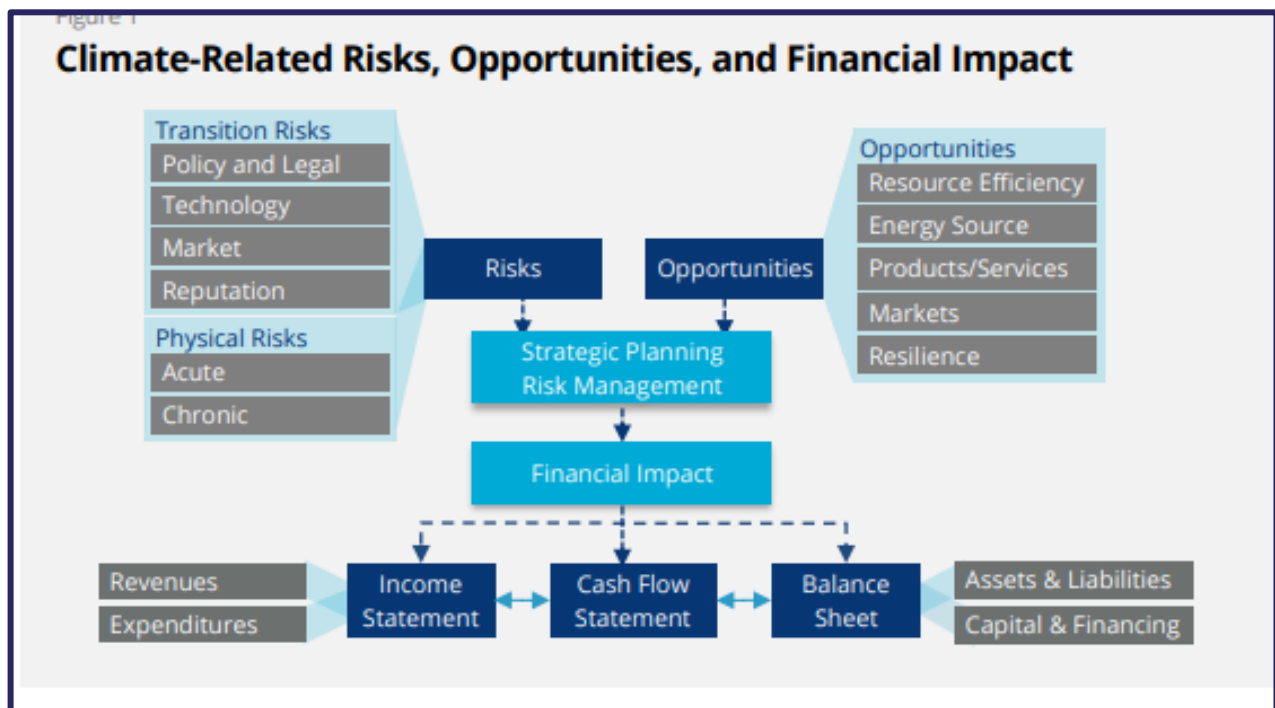 Figure 1
Climate-Related Risks, Opportunities, and Financial Impact
Transition Risks
Policy and Legal
Technology
Market
Reputation
Physical Risks
Acute
Chronic
Risks
Opportunities
Opportunities
Resource Efficiency
Energy Source
Products/Services
Markets
Resilience
Strategic Planning
Risk Management
Financial Impact
Revenues
Expenditures
Income
Statement
Cash Flow
Statement
Balance
Sheet
Assets & Liabilities
Capital & Financing